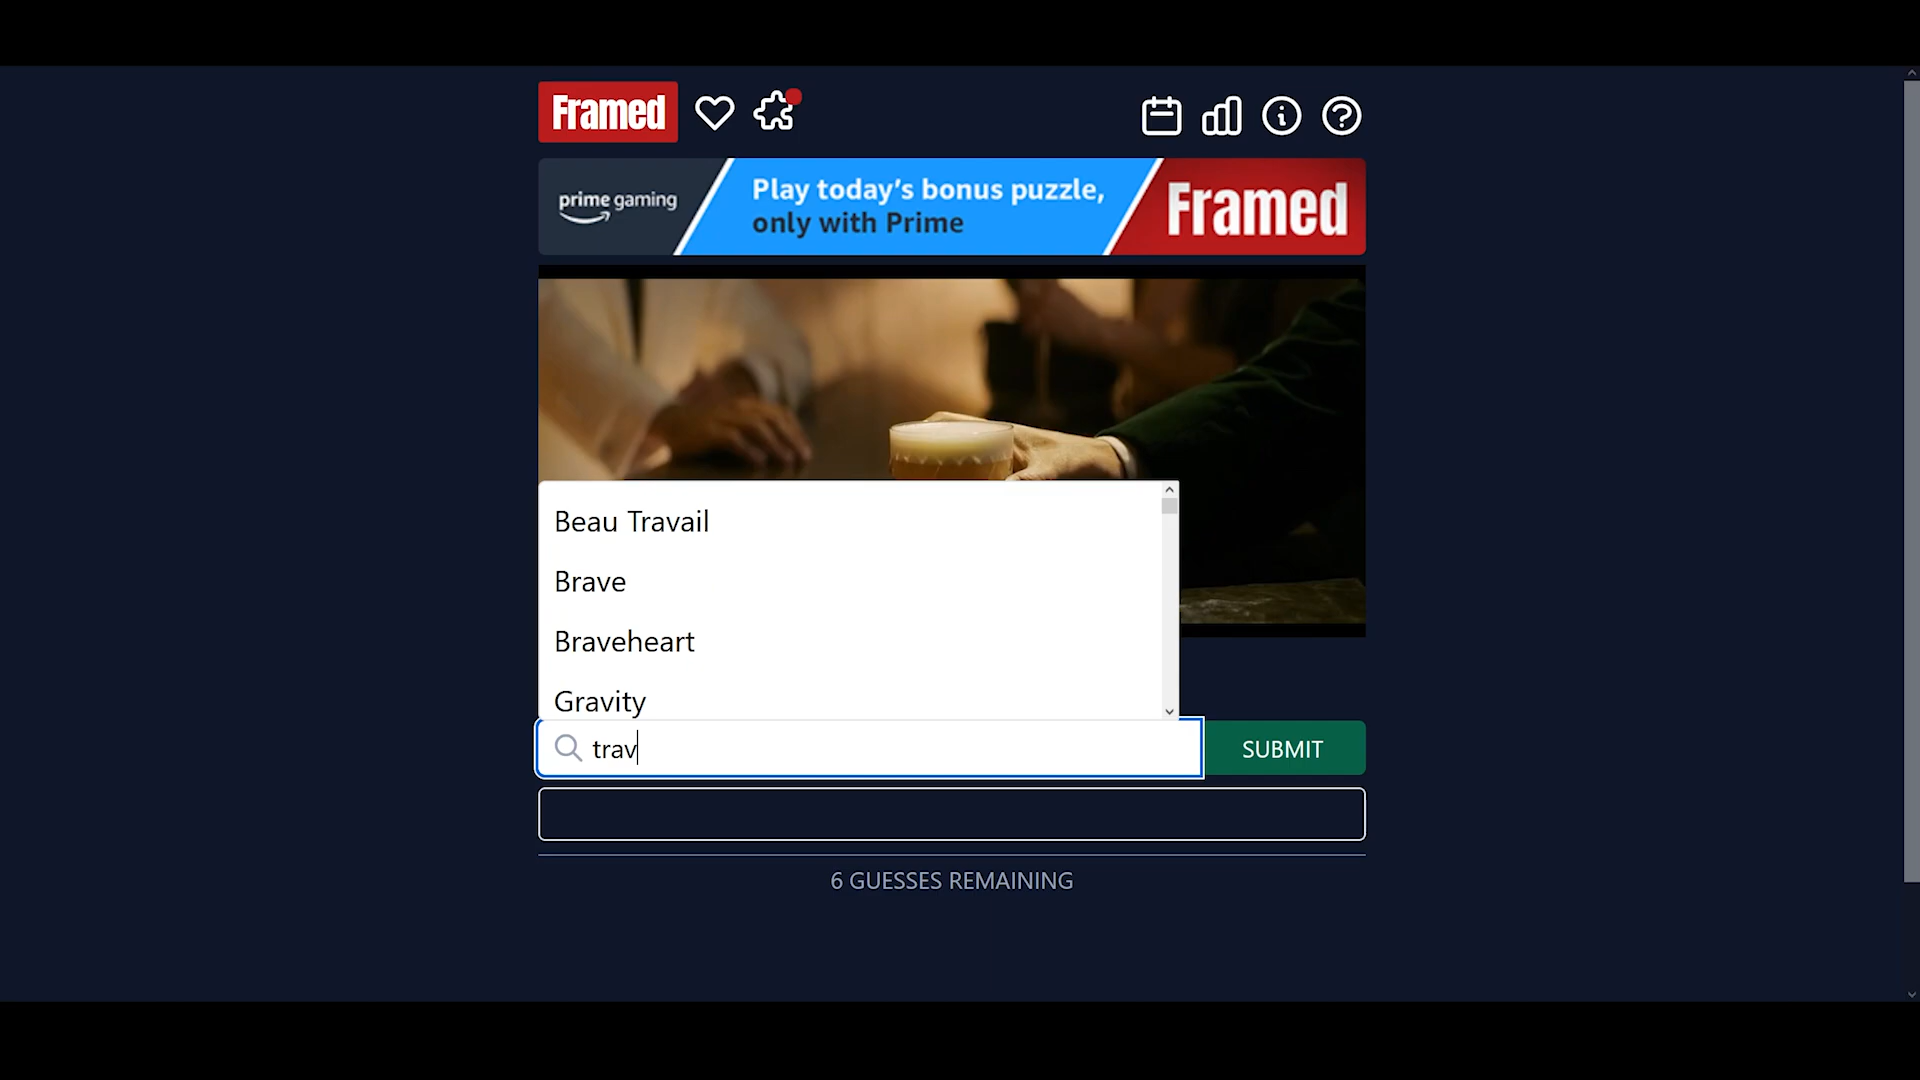 Framed
prime gaming
Play today's bonus puzzle,
only with Prime
Framed
Beau Travail
Brave
Braveheart
Gravity
trav
SUBMIT
6 GUESSES REMAINING